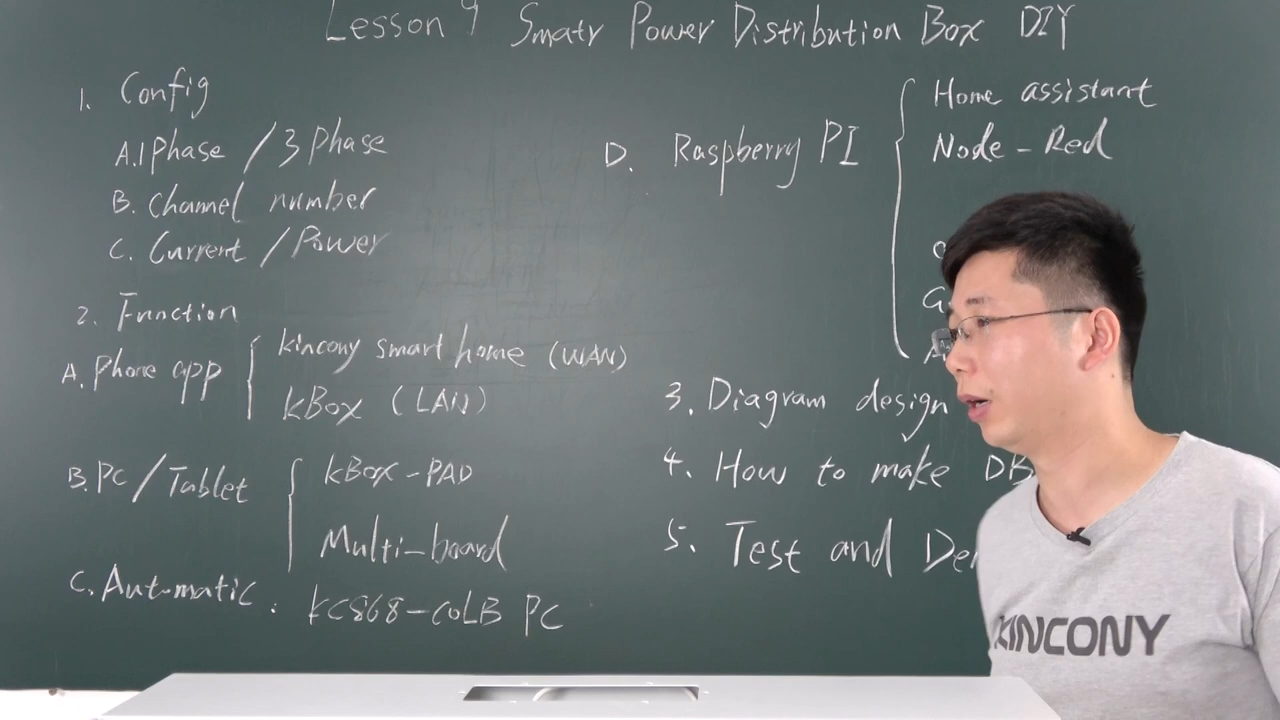 Lesson 9 Smatr Power Distribution Box DIY
1. Config
A.1Phase / 3 Phase
B. Channel number
C. Current / Power
2. Function
A. Phone app
kincony smart home (WAN)
kBox (LAN)
B. PC / Tablet
kBox-PAD
Multi-board
C. Automatic :
KC868-COLB PC
D. Raspberry PI
Home assistant
Node-Red
3. Diagram design
4. How to make DB
5. Test and
KINCONY